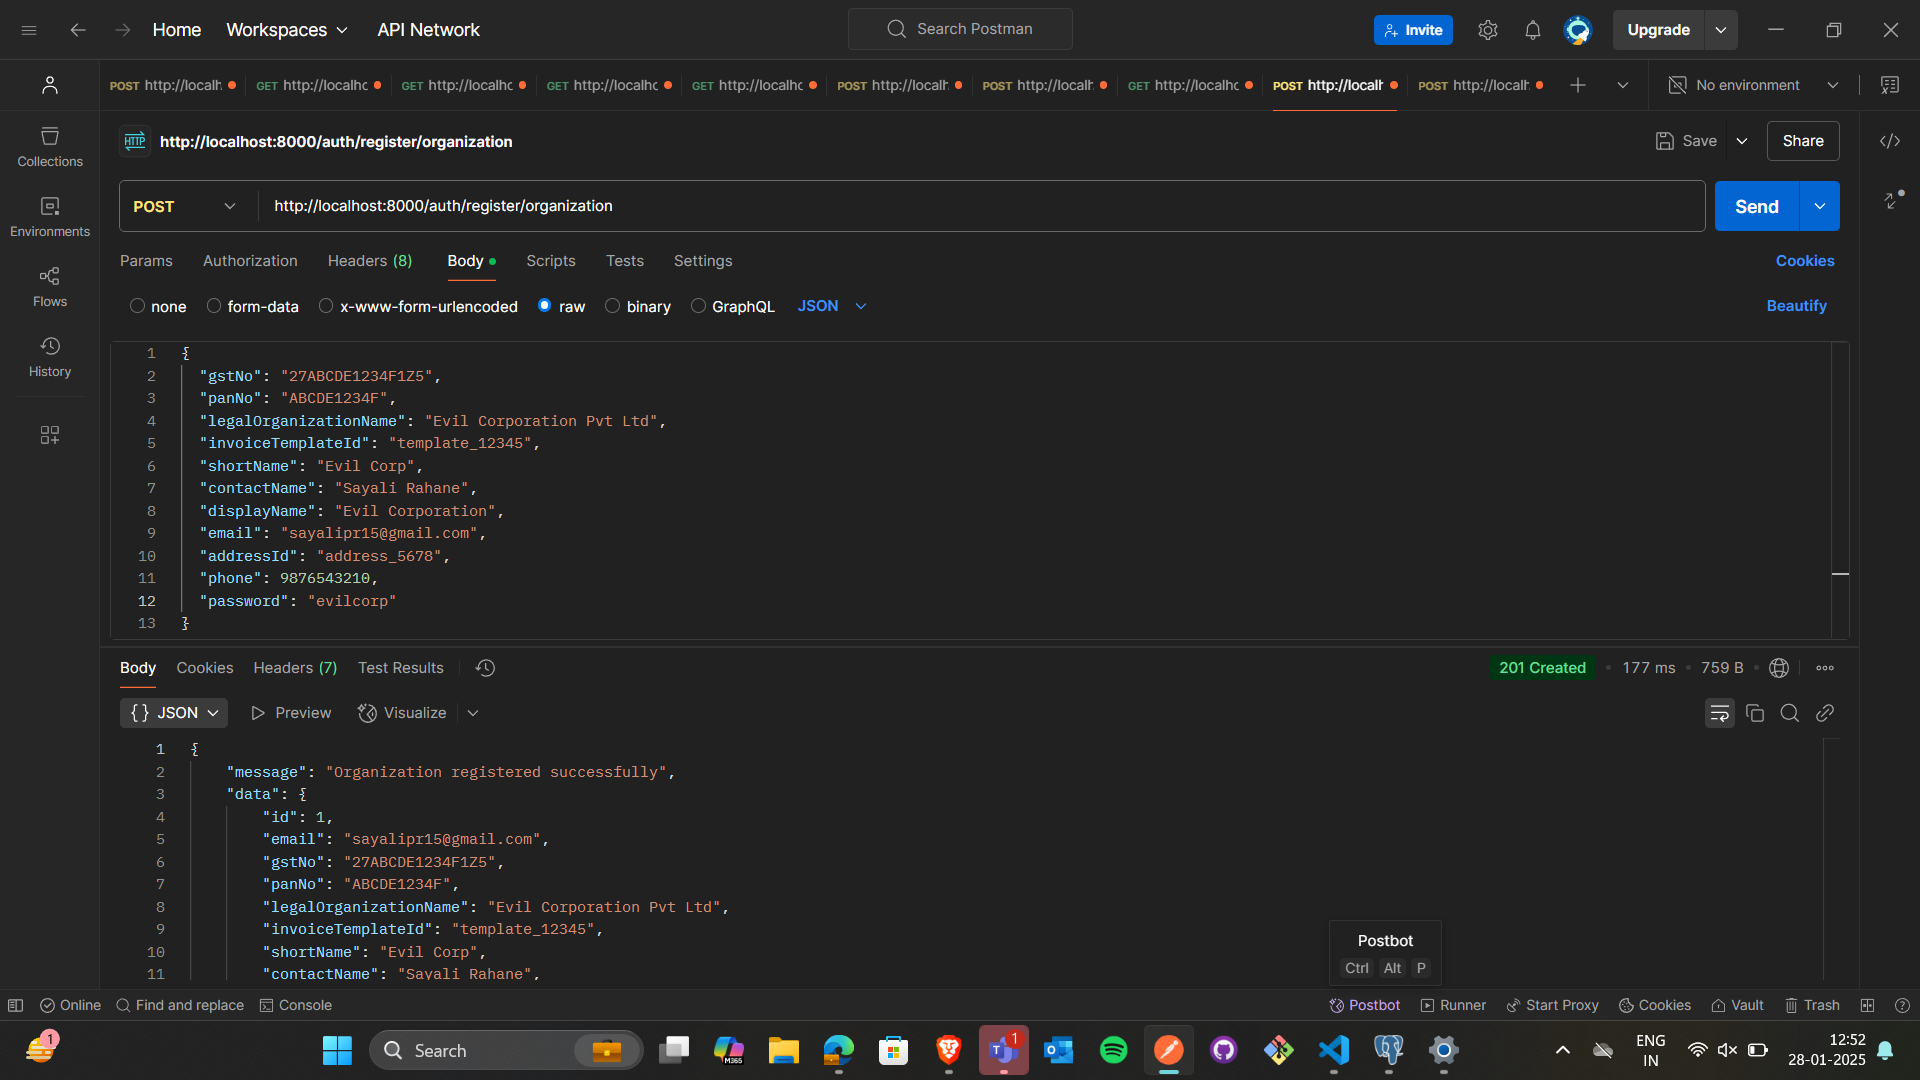 Home Workspaces API Network Search Postman Invite Upgrade
POST http://localh GET http://localhc GET http://localhc GET http://localhc GET http://localhc POST http://localh POST http://localh GET http://localhc POST http://localh POST http://localh No environment
HTTP http://localhost:8000/auth/register/organization Save Share
POST http://localhost:8000/auth/register/organization Send
Params Authorization Headers (8) Body Scripts Tests Settings Cookies
none form-data x-www-form-urlencoded raw binary GraphQL JSON Beautify
Collections
Environments
Flows
History
1 {
2 "gstNo": "27ABCDE1234F1Z5",
3 "panNo": "ABCDE1234F",
4 "legalOrganizationName": "Evil Corporation Pvt Ltd",
5 "invoiceTemplateId": "template_12345",
6 "shortName": "Evil Corp",
7 "contactName": "Sayali Rahane",
8 "displayName": "Evil Corporation",
9 "email": "sayalipr15@gmail.com",
10 "addressId": "address_5678",
11 "phone": 9876543210,
12 "password": "evilcorp"
13 }
Body Cookies Headers (7) Test Results 201 Created 177 ms 759 B
{} JSON Preview Visualize
1 {
2 "message": "Organization registered successfully",
3 "data": {
4 "id": 1,
5 "email": "sayalipr15@gmail.com",
6 "gstNo": "27ABCDE1234F1Z5",
7 "panNo": "ABCDE1234F",
8 "legalOrganizationName": "Evil Corporation Pvt Ltd",
9 "invoiceTemplateId": "template_12345",
10 "shortName": "Evil Corp",
11 "contactName": "Sayali Rahane",
Postbot
Ctrl Alt P
Online Find and replace Console Postbot Runner Start Proxy Cookies Vault Trash
1 Search M365 1 ENG 12:52
IN 28-01-2025